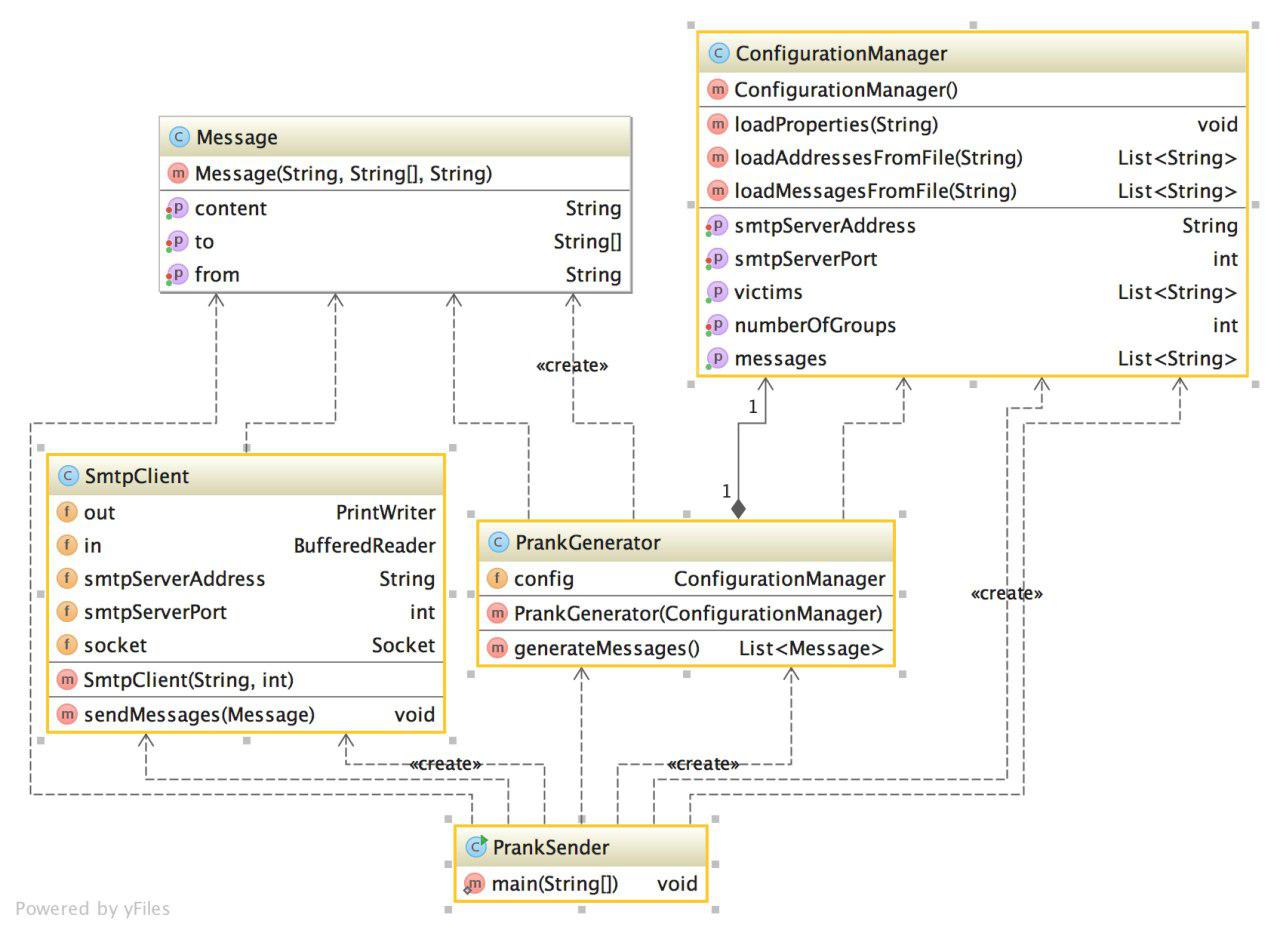 C ConfigurationManager
m ConfigurationManager()
m loadProperties(String) void
m loadAddressesFromFile(String) List<String>
m loadMessagesFromFile(String) List<String>
p smtpServerAddress String
p smtpServerPort int
p victims List<String>
p numberOfGroups int
p messages List<String>
C Message
m Message(String, String[], String)
p content String
p to String[]
p from String
«create»
1
1
C SmtpClient
f out PrintWriter
f in BufferedReader
f smtpServerAddress String
f smtpServerPort int
f socket Socket
m SmtpClient(String, int)
m sendMessages(Message) void
C PrankGenerator
f config ConfigurationManager
m PrankGenerator(ConfigurationManager)
m generateMessages() List<Message>
«create»
«create»
«create»
C PrankSender
m main(String[]) void
Powered by yFiles